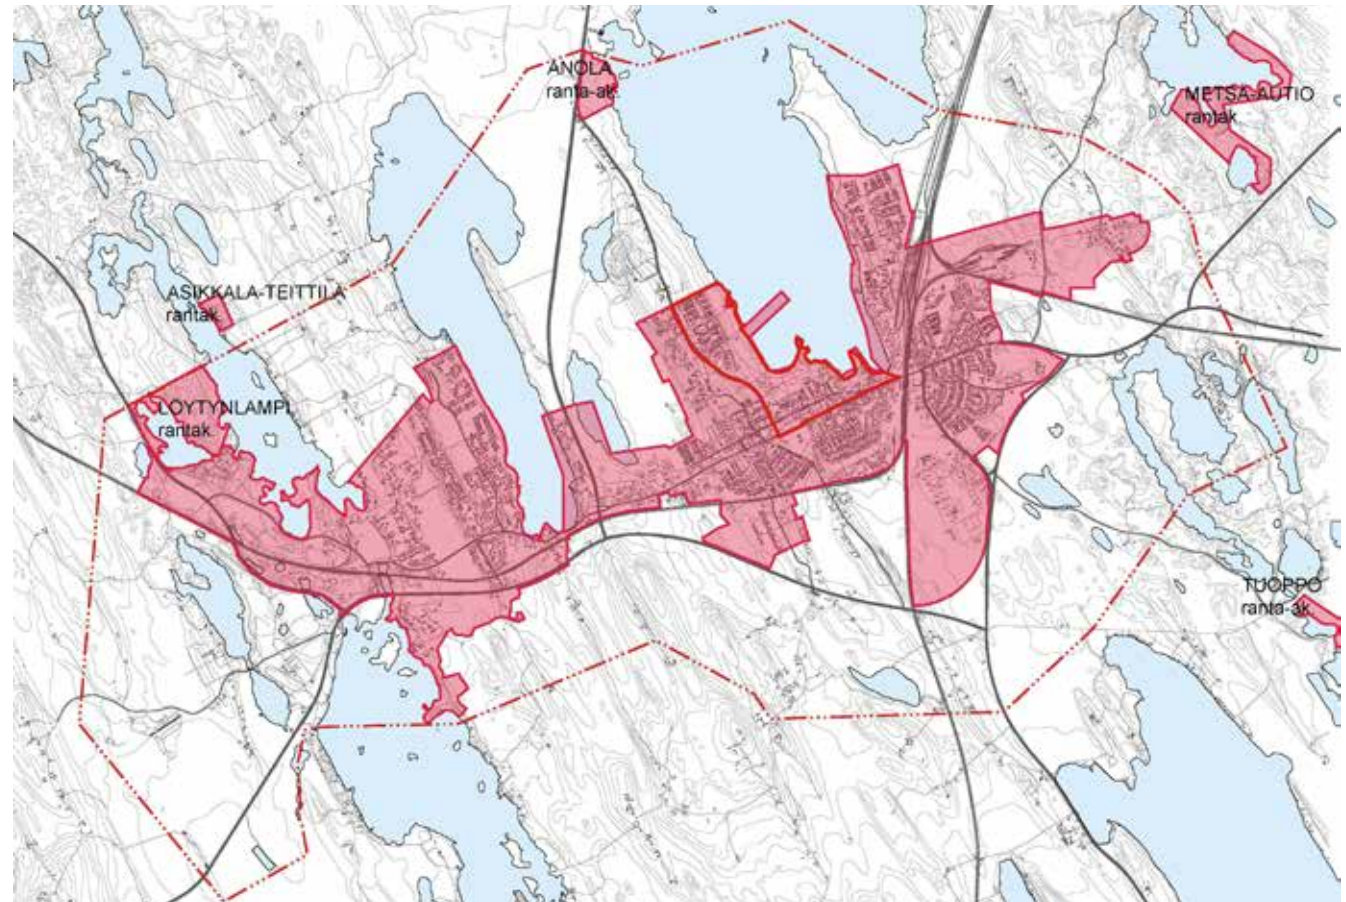 ANOLA
ranta-ak.
METSA-AUTIO
rantak.
ASIKKALA-TEITTILA
rantak.
LOYTYNLAMPI
rantak.
TUOPPO
ranta-ak.